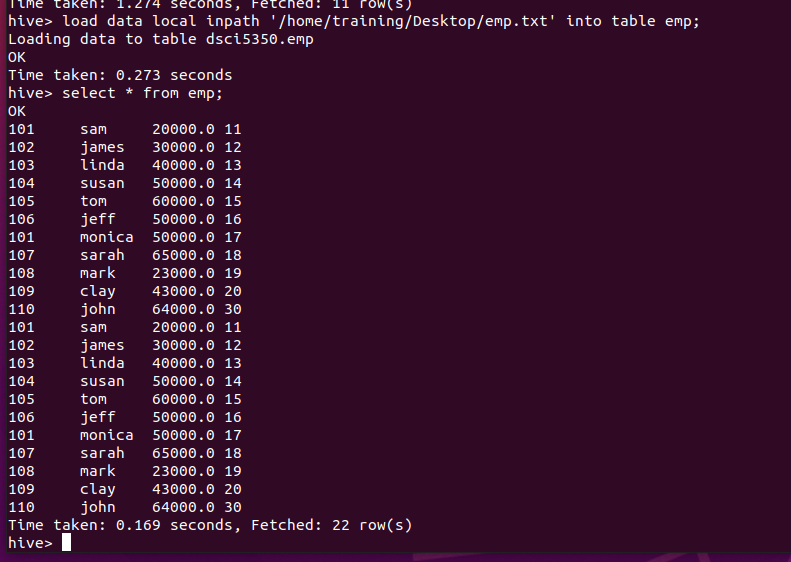 Time taken: 1.274 seconds, Fetched: 11 row(s)
hive> load data local inpath '/home/training/Desktop/emp.txt' into table emp;
Loading data to table dsci5350.emp
OK
Time taken: 0.273 seconds
hive> select * from emp;
OK
101 sam 20000.0 11
102 james 30000.0 12
103 linda 40000.0 13
104 susan 50000.0 14
105 tom 60000.0 15
106 jeff 50000.0 16
101 monica 50000.0 17
107 sarah 65000.0 18
108 mark 23000.0 19
109 clay 43000.0 20
110 john 64000.0 30
101 sam 20000.0 11
102 james 30000.0 12
103 linda 40000.0 13
104 susan 50000.0 14
105 tom 60000.0 15
106 jeff 50000.0 16
101 monica 50000.0 17
107 sarah 65000.0 18
108 mark 23000.0 19
109 clay 43000.0 20
110 john 64000.0 30
Time taken: 0.169 seconds, Fetched: 22 row(s)
hive>